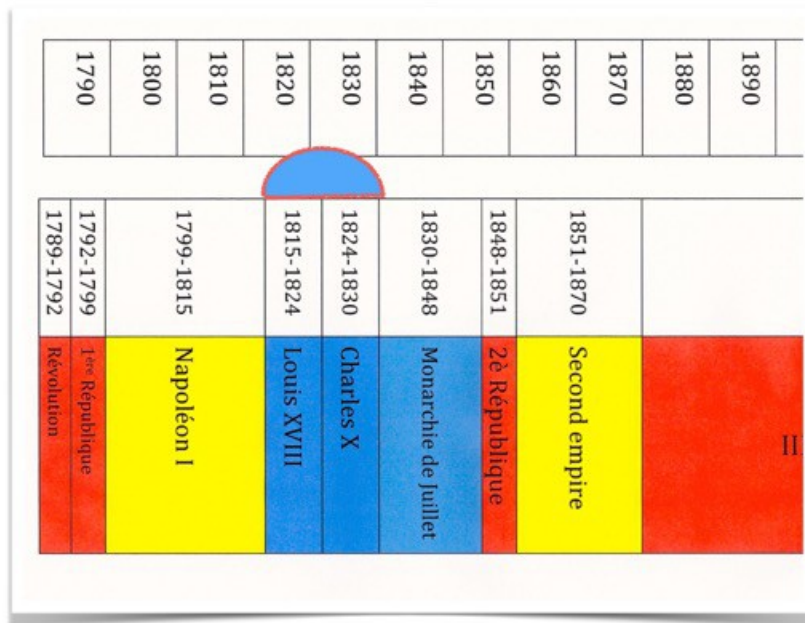 1790
1800
1810
1820
1830
1840
1850
1860
1870
1880
1890
1789-1792
1792-1799
1799-1815
1815-1824
1824-1830
1830-1848
1848-1851
1851-1870
Révolution
1ère République
Napoléon I
Louis XVIII
Charles X
Monarchie de Juillet
2è République
Second empire
II